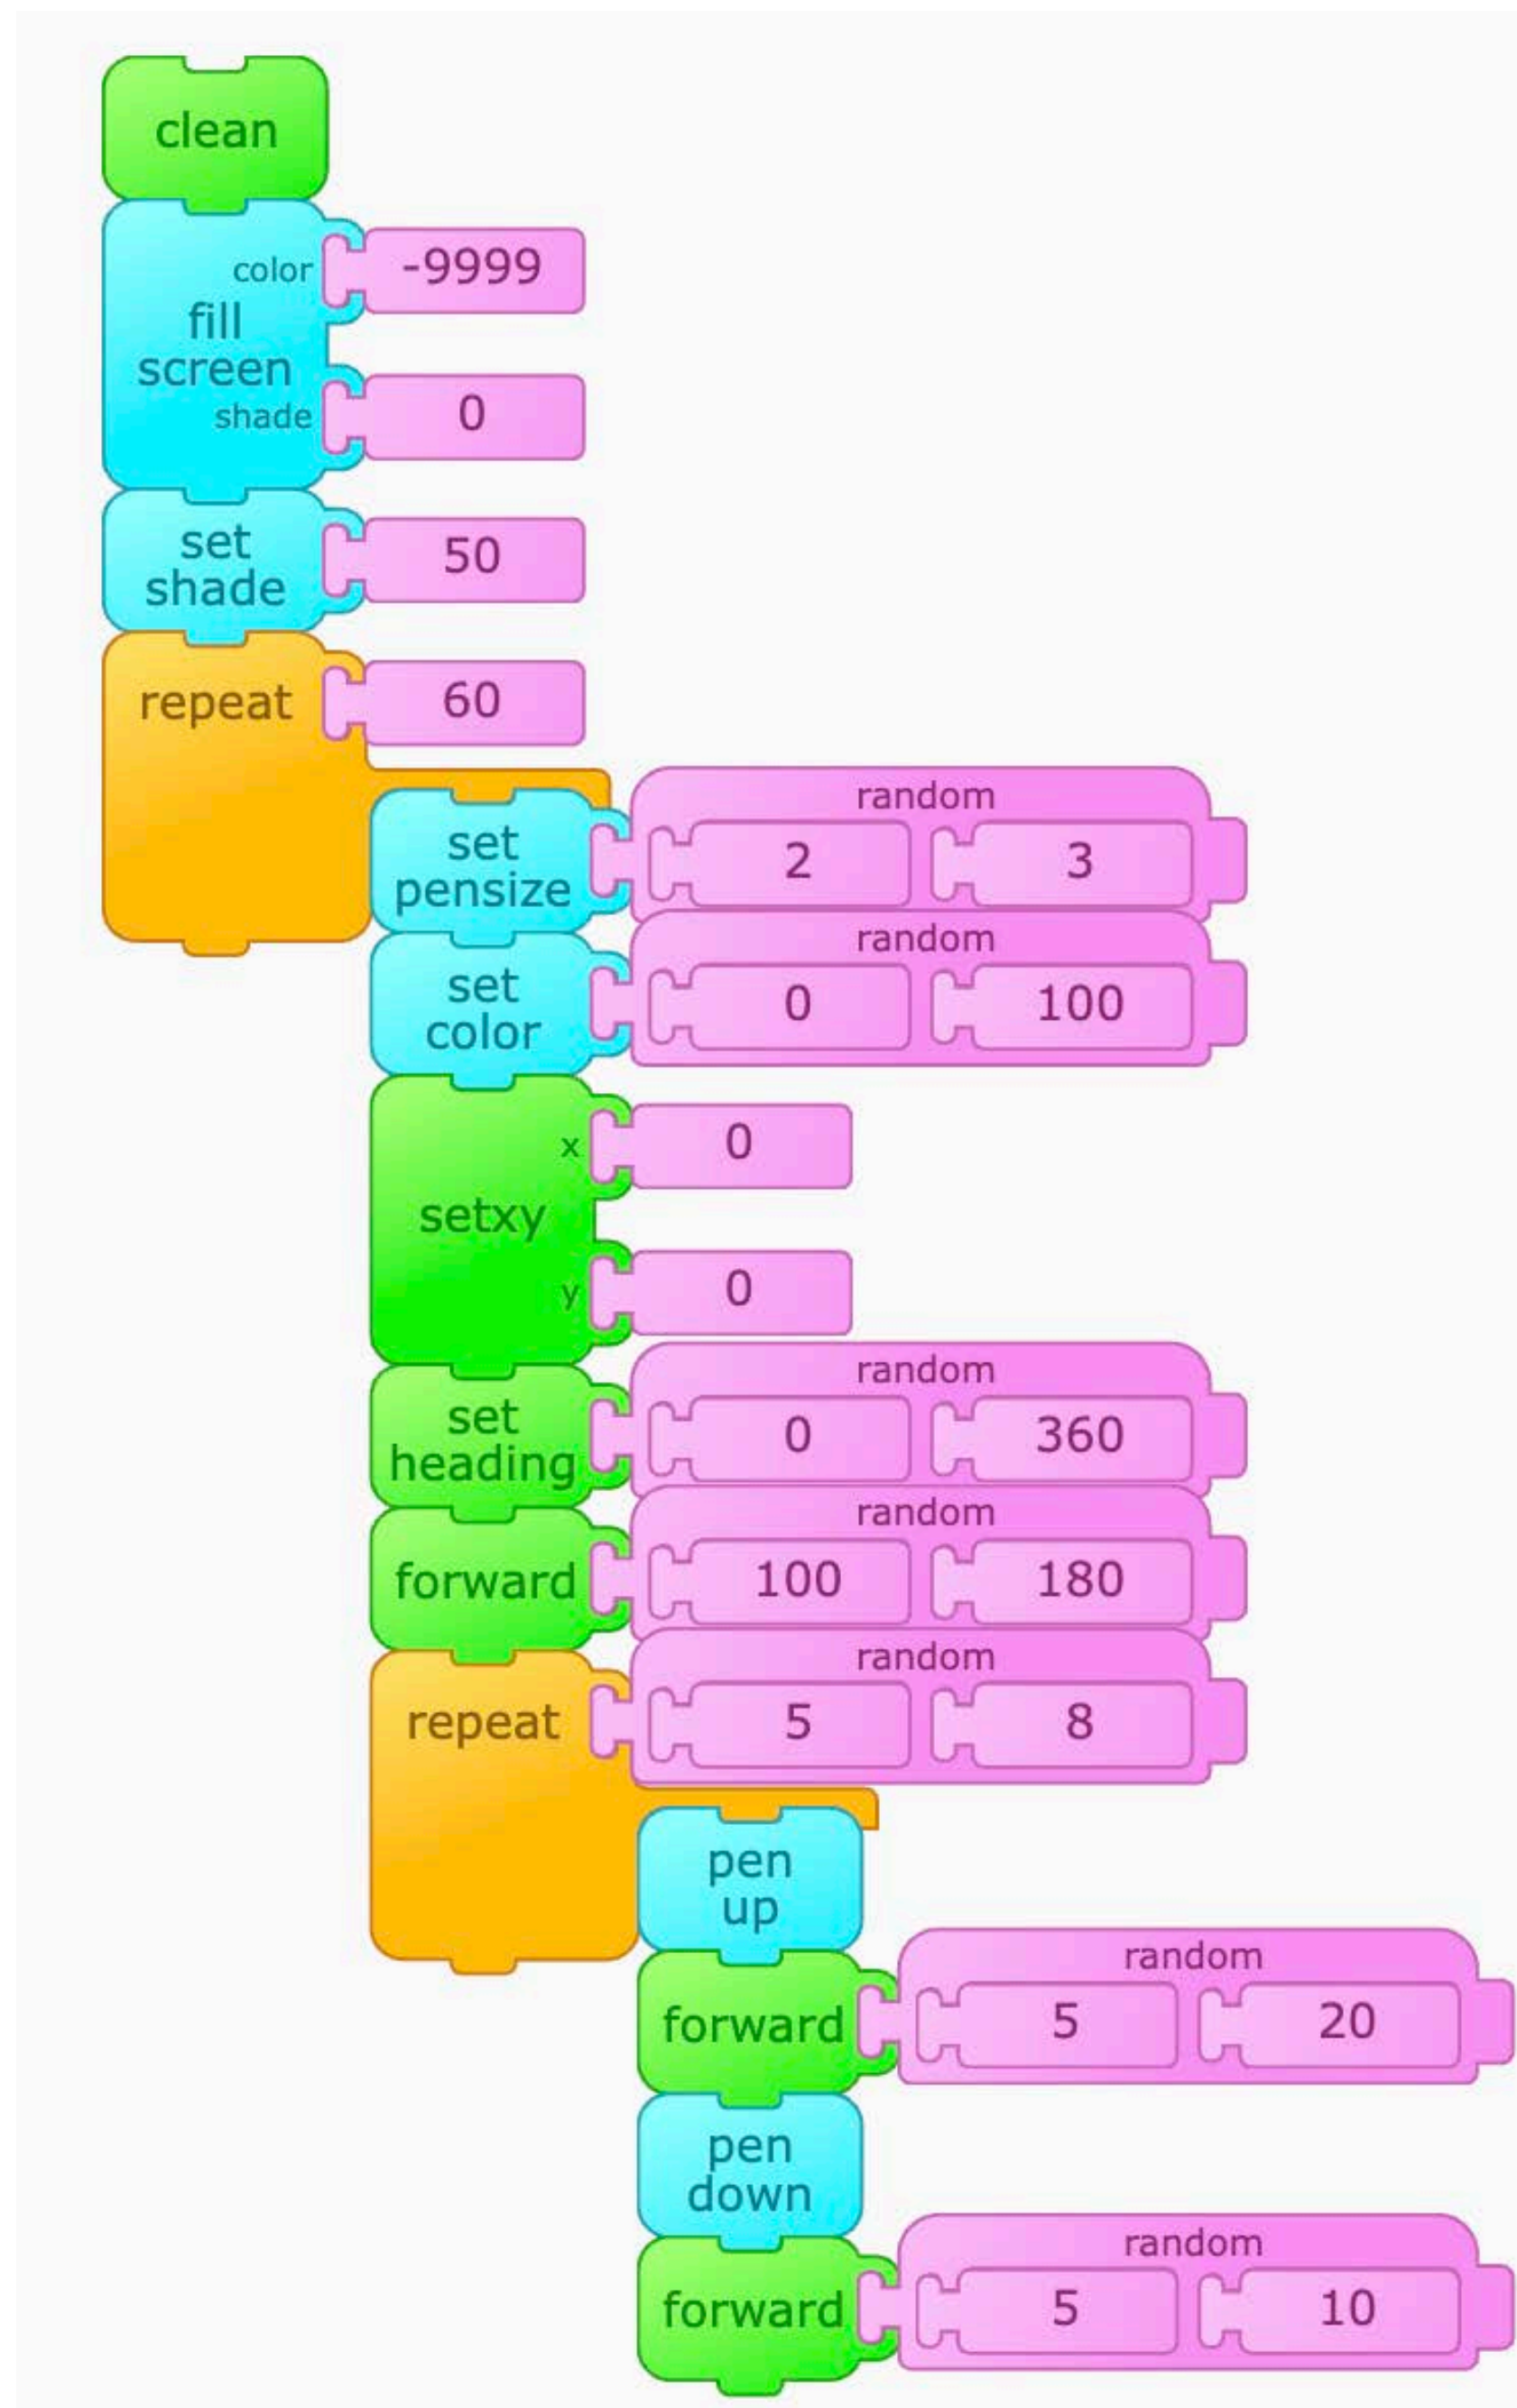 clean
color -9999
fill
screen
shade 0
set
shade 50
repeat 60
random
set
pensize 2 3
random
set
color 0 100
x 0
setxy
y 0
random
set
heading 0 360
random
forward 100 180
random
repeat 5 8
pen
up
random
forward 5 20
pen
down
random
forward 5 10